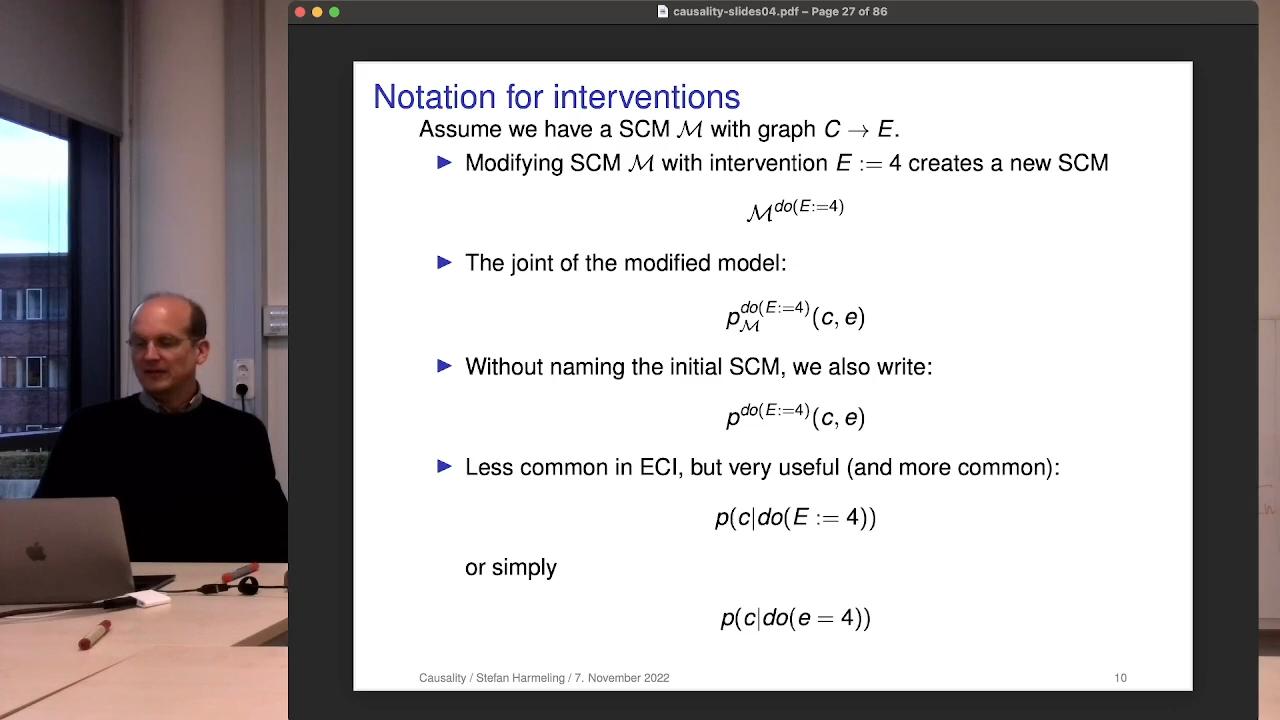 causality-slides04.pdf – Page 27 of 86
Notation for interventions
Assume we have a SCM ℳ with graph C → E.
▶ Modifying SCM ℳ with intervention E := 4 creates a new SCM
ℳ^{do(E:=4)}
▶ The joint of the modified model:
p_ℳ^{do(E:=4)}(c, e)
▶ Without naming the initial SCM, we also write:
p^{do(E:=4)}(c, e)
▶ Less common in ECI, but very useful (and more common):
p(c|do(E := 4))
or simply
p(c|do(e = 4))
Causality / Stefan Harmeling / 7. November 2022
10